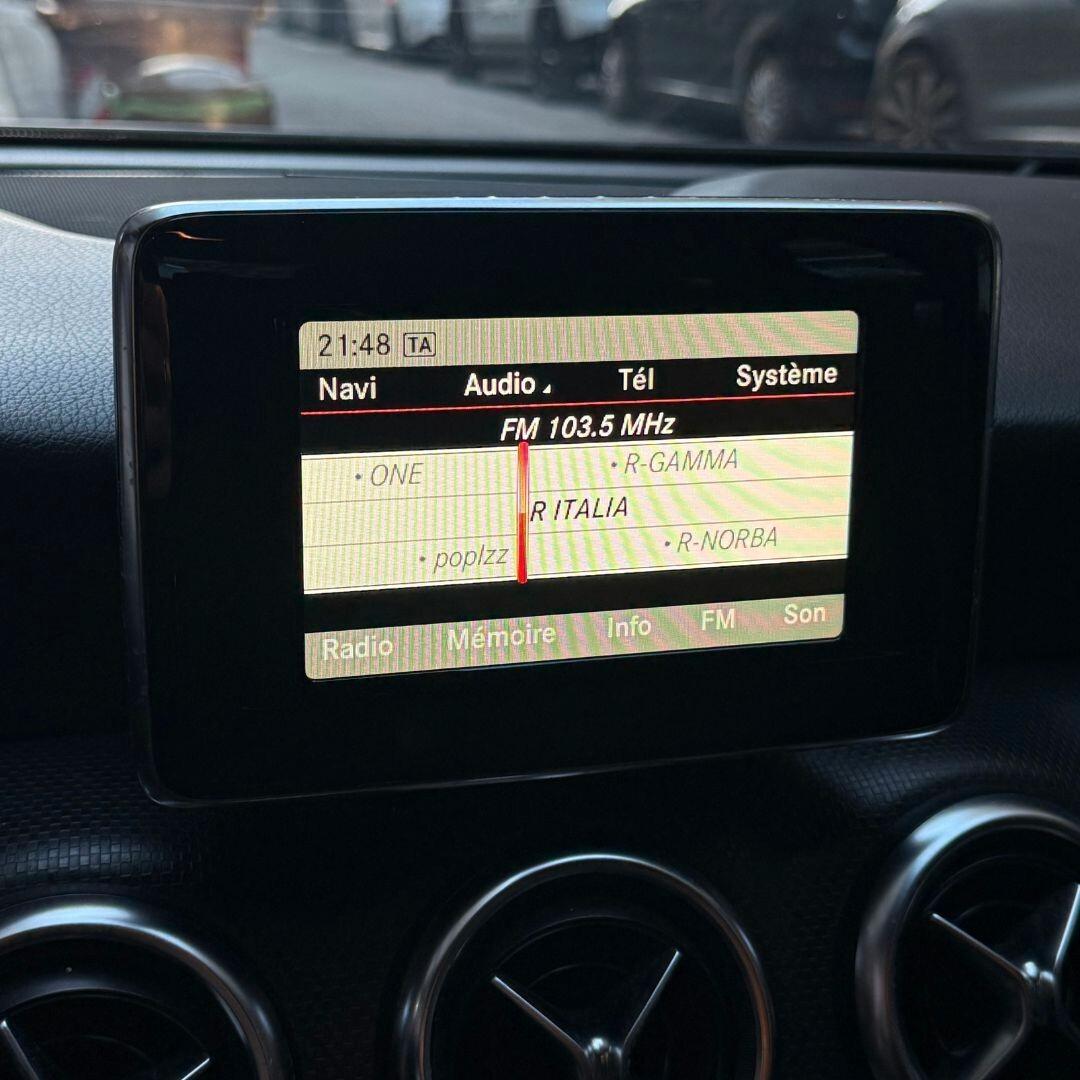 21:48 TA
Navi Audio Tél Système
FM 103.5 MHz
• ONE • R-GAMMA
R ITALIA
• poplzz • R-NORBA
Radio Mémoire Info FM Son